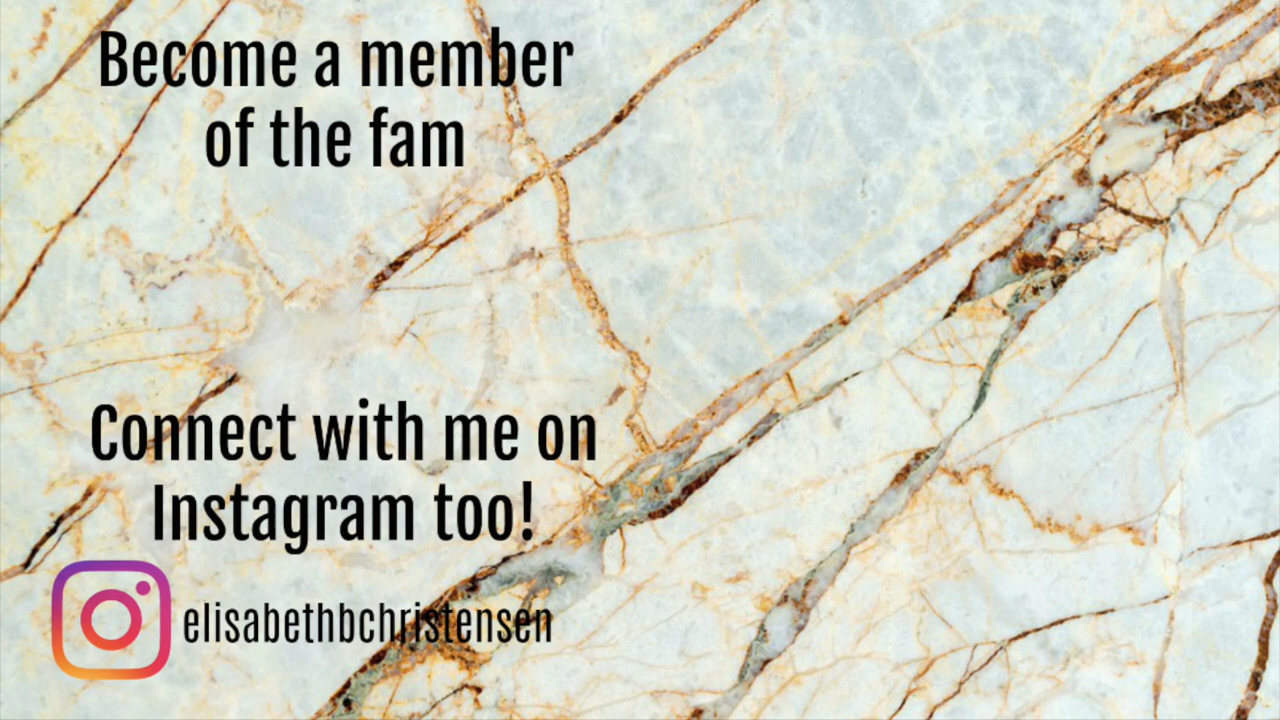 Become a member
of the fam
Connect with me on
Instagram too!
elisabethbchristensen